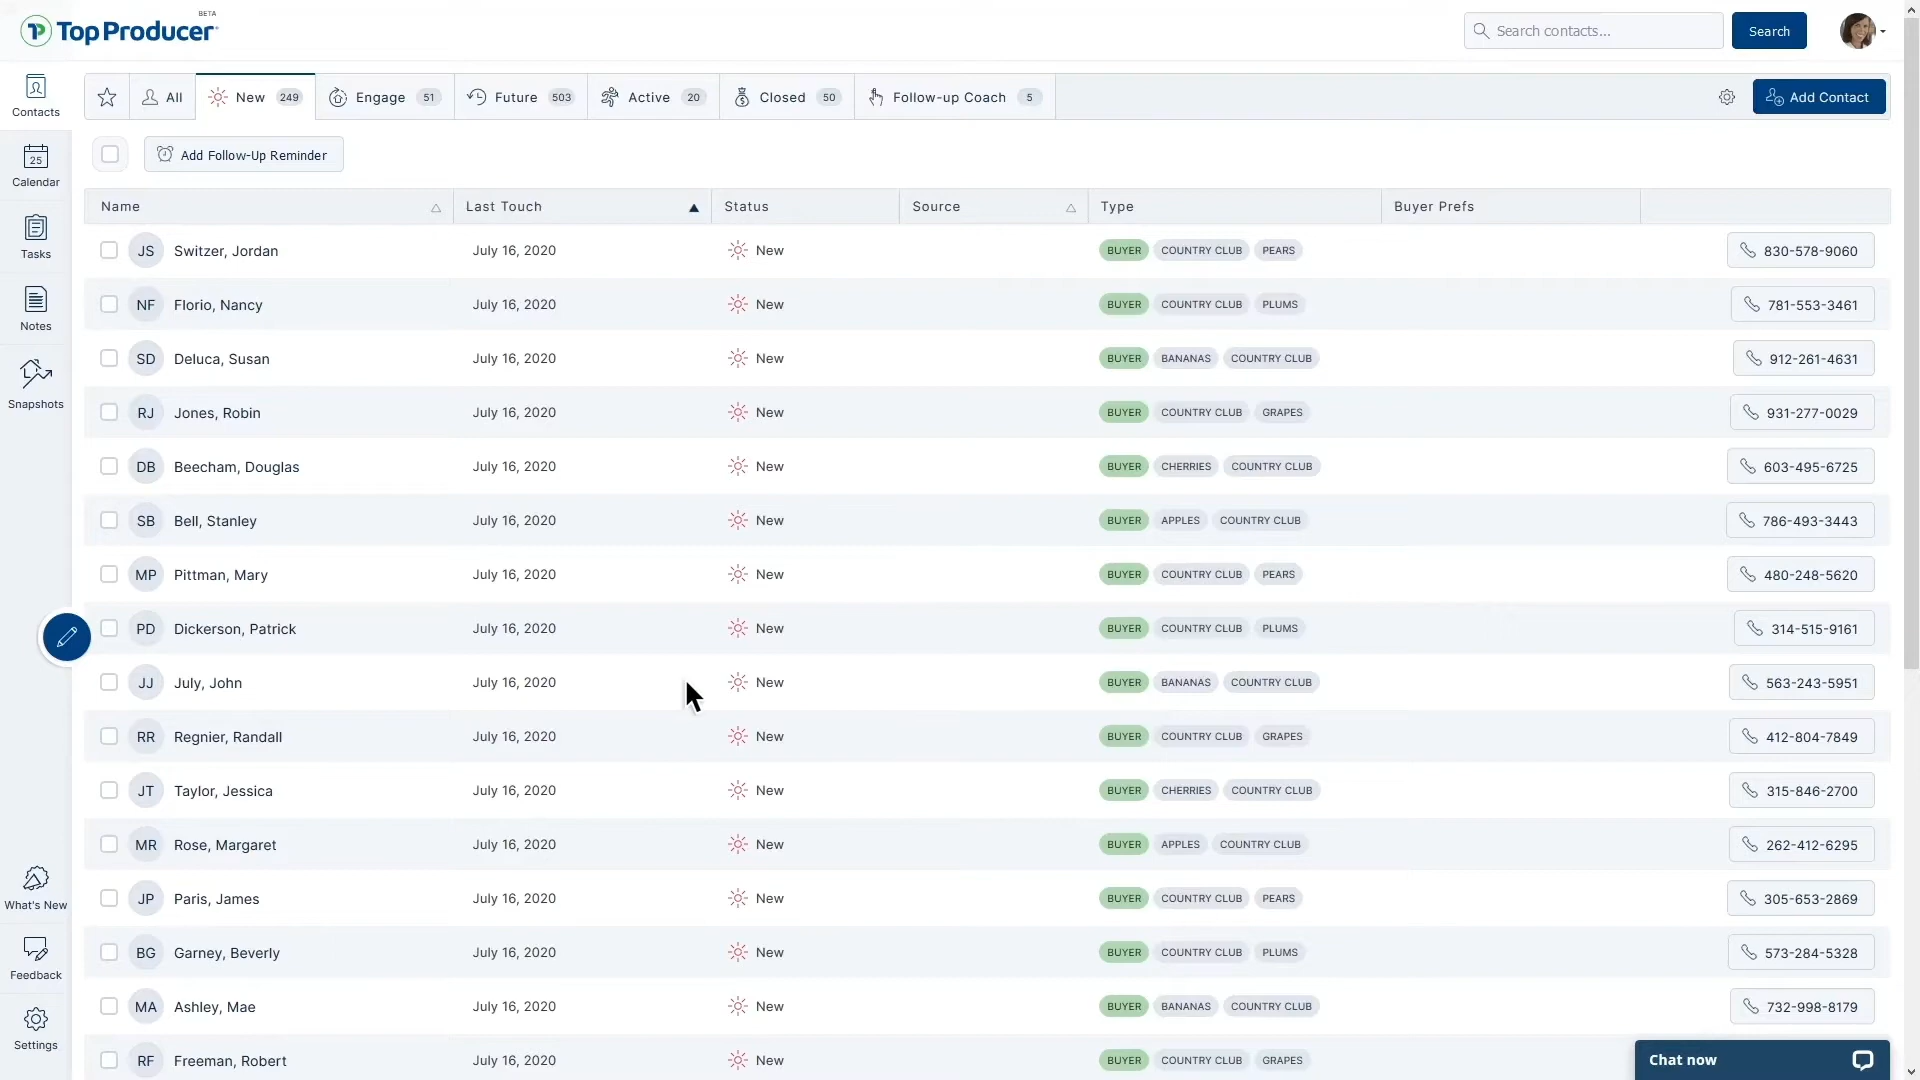 BETA
Top Producer
Search contacts...
Search
Contacts
All
New 249
Engage 51
Future 503
Active 20
Closed 50
Follow-up Coach 5
Add Contact
25
Calendar
Add Follow-Up Reminder
Tasks
Notes
Snapshots
What's New
Feedback
Settings
Name Last Touch Status Source Type Buyer Prefs
JS Switzer, Jordan July 16, 2020 New BUYER COUNTRY CLUB PEARS 830-578-9060
NF Florio, Nancy July 16, 2020 New BUYER COUNTRY CLUB PLUMS 781-553-3461
SD Deluca, Susan July 16, 2020 New BUYER BANANAS COUNTRY CLUB 912-261-4631
RJ Jones, Robin July 16, 2020 New BUYER COUNTRY CLUB GRAPES 931-277-0029
DB Beecham, Douglas July 16, 2020 New BUYER CHERRIES COUNTRY CLUB 603-495-6725
SB Bell, Stanley July 16, 2020 New BUYER APPLES COUNTRY CLUB 786-493-3443
MP Pittman, Mary July 16, 2020 New BUYER COUNTRY CLUB PEARS 480-248-5620
PD Dickerson, Patrick July 16, 2020 New BUYER COUNTRY CLUB PLUMS 314-515-9161
JJ July, John July 16, 2020 New BUYER BANANAS COUNTRY CLUB 563-243-5951
RR Regnier, Randall July 16, 2020 New BUYER COUNTRY CLUB GRAPES 412-804-7849
JT Taylor, Jessica July 16, 2020 New BUYER CHERRIES COUNTRY CLUB 315-846-2700
MR Rose, Margaret July 16, 2020 New BUYER APPLES COUNTRY CLUB 262-412-6295
JP Paris, James July 16, 2020 New BUYER COUNTRY CLUB PEARS 305-653-2869
BG Garney, Beverly July 16, 2020 New BUYER COUNTRY CLUB PLUMS 573-284-5328
MA Ashley, Mae July 16, 2020 New BUYER BANANAS COUNTRY CLUB 732-998-8179
RF Freeman, Robert July 16, 2020 New BUYER COUNTRY CLUB GRAPES
Chat now